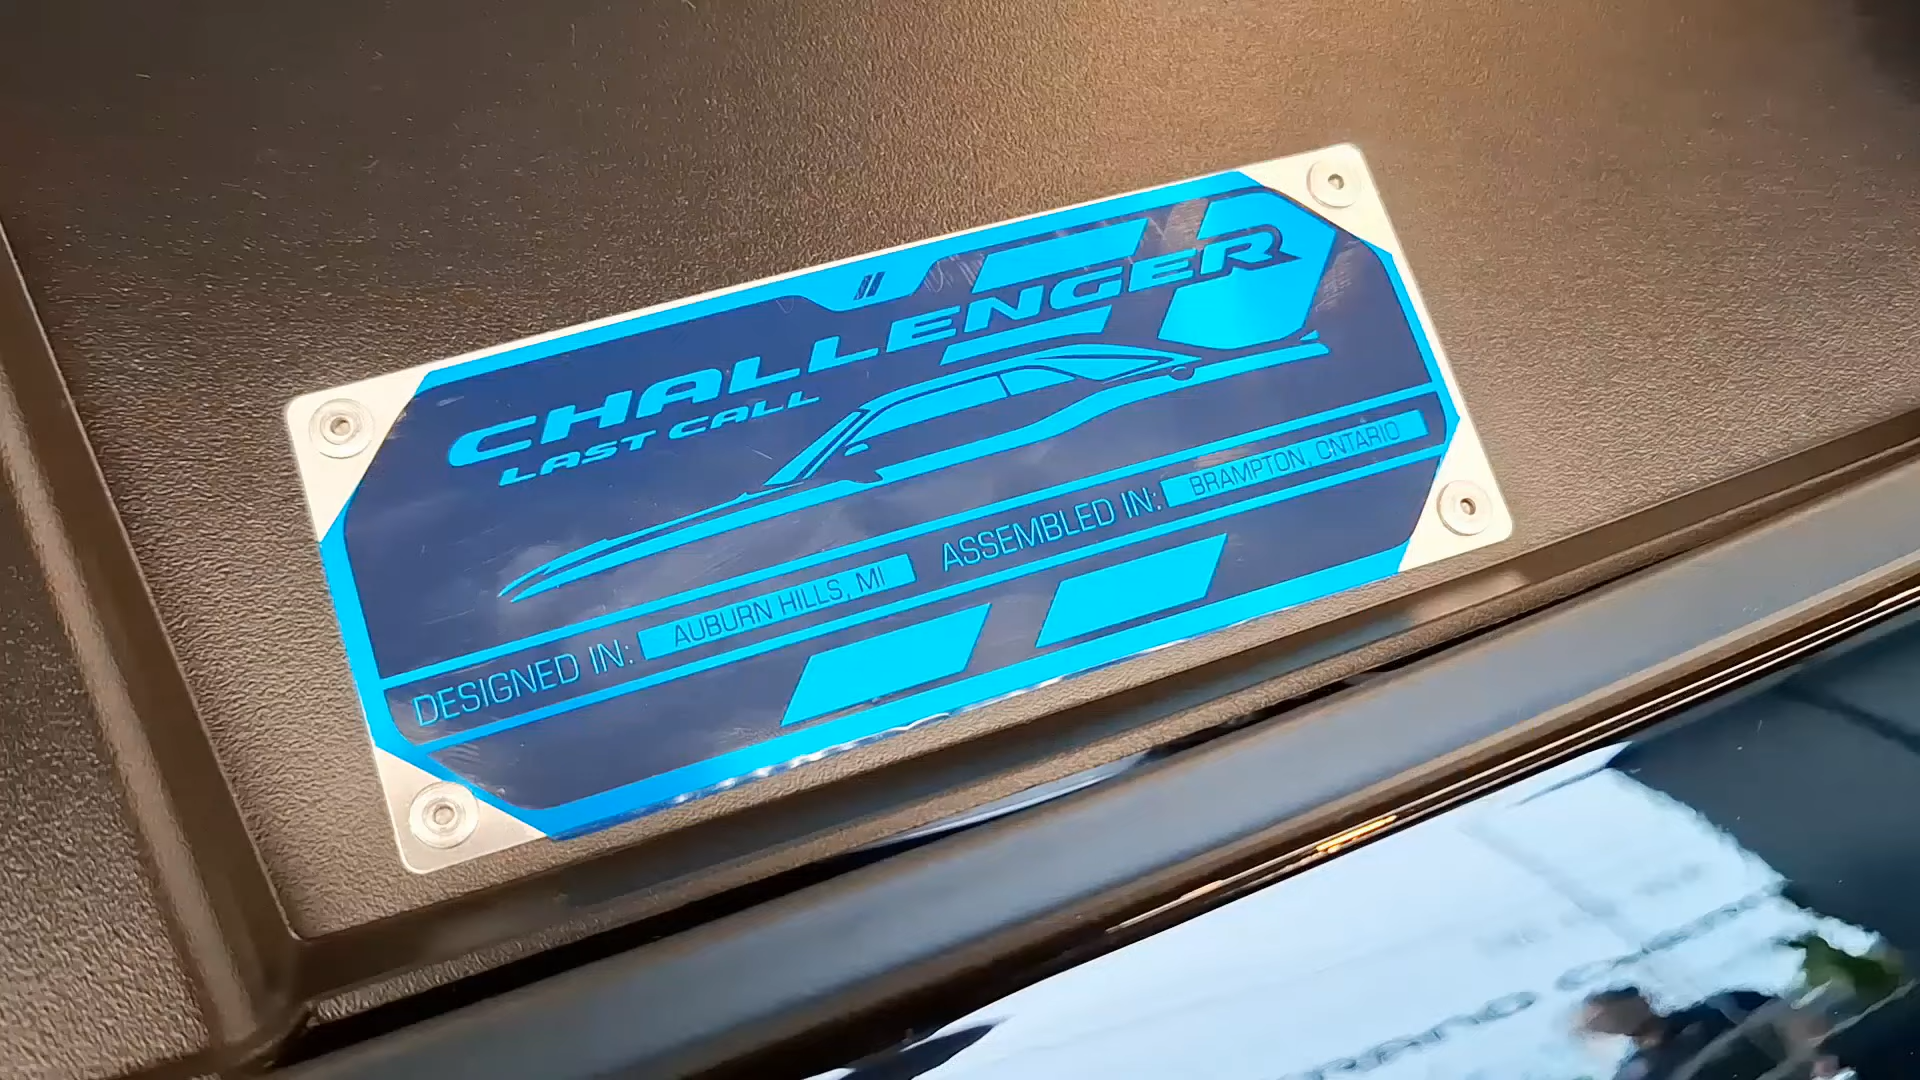 CHALLENGER
LAST CALL
DESIGNED IN: AUBURN HILLS, MI ASSEMBLED IN: BRAMPTON, ONTARIO